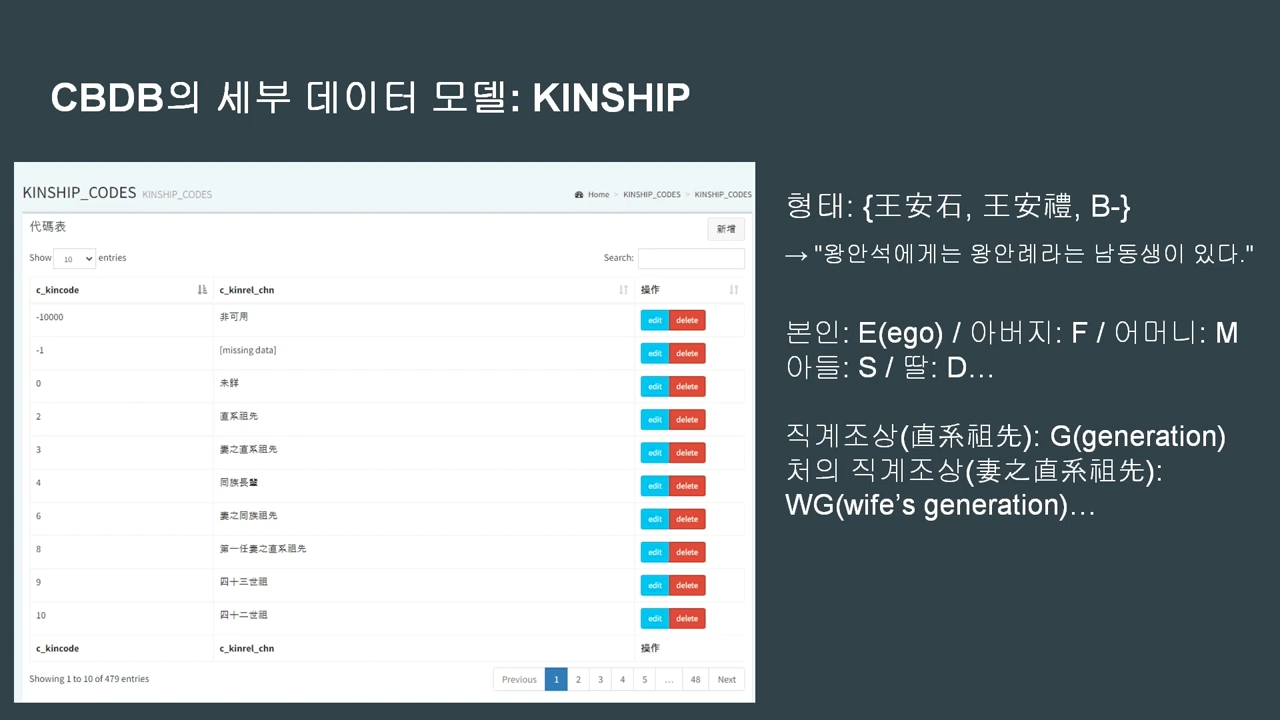 CBDB의 세부 데이터 모델: KINSHIP
KINSHIP_CODES KINSHIP_CODES
Home > KINSHIP_CODES > KINSHIP_CODES
代碼表
新增
Show 10 entries
Search:
c_kincode c_kinrel_chn 操作
-10000 非可用 edit delete
-1 [missing data] edit delete
0 未詳 edit delete
2 直系祖先 edit delete
3 妻之直系祖先 edit delete
4 同族長輩 edit delete
6 妻之同族祖先 edit delete
8 第一任妻之直系祖先 edit delete
9 四十三世祖 edit delete
10 四十二世祖 edit delete
c_kincode c_kinrel_chn 操作
Showing 1 to 10 of 479 entries
Previous 1 2 3 4 5 … 48 Next
형태: {王安石, 王安禮, B-}
→ "왕안석에게는 왕안례라는 남동생이 있다."
본인: E(ego) / 아버지: F / 어머니: M
아들: S / 딸: D…
직계조상(直系祖先): G(generation)
처의 직계조상(妻之直系祖先):
WG(wife’s generation)…